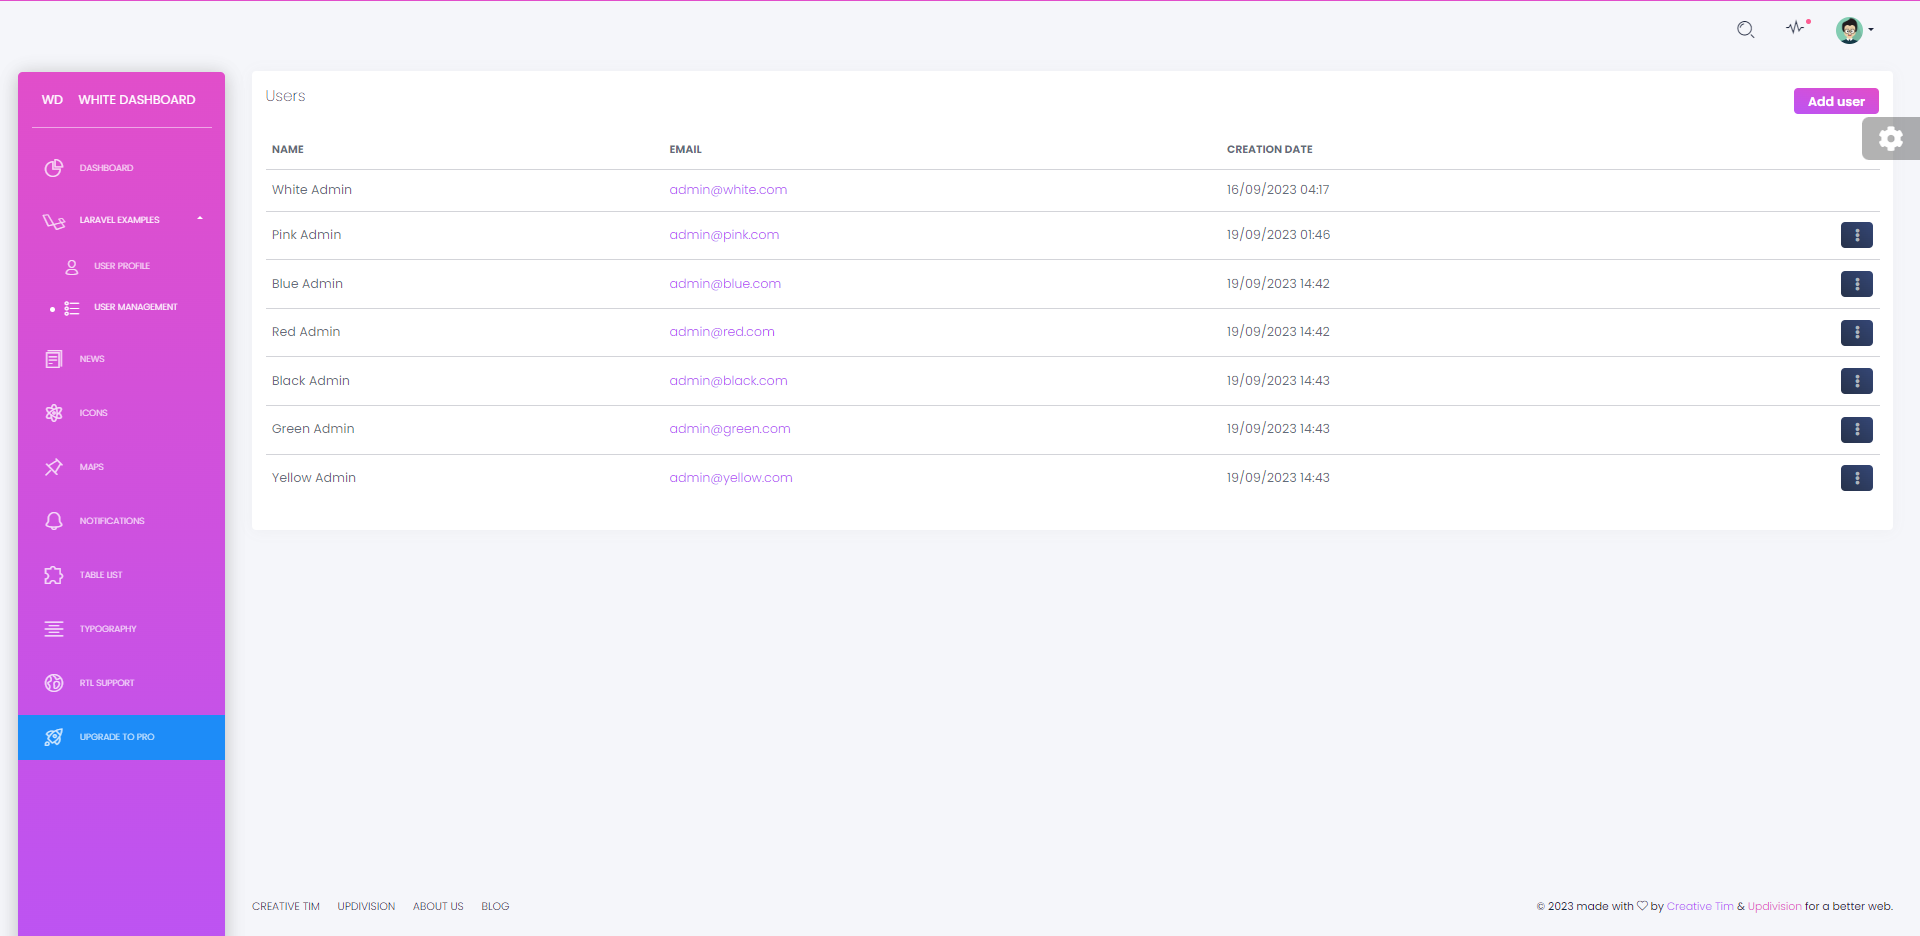 WD WHITE DASHBOARD
DASHBOARD
LARAVEL EXAMPLES
USER PROFILE
USER MANAGEMENT
NEWS
ICONS
MAPS
NOTIFICATIONS
TABLE LIST
TYPOGRAPHY
RTL SUPPORT
UPGRADE TO PRO
Users
Add user
NAME EMAIL CREATION DATE
White Admin admin@white.com 16/09/2023 04:17
Pink Admin admin@pink.com 19/09/2023 01:46
Blue Admin admin@blue.com 19/09/2023 14:42
Red Admin admin@red.com 19/09/2023 14:42
Black Admin admin@black.com 19/09/2023 14:43
Green Admin admin@green.com 19/09/2023 14:43
Yellow Admin admin@yellow.com 19/09/2023 14:43
CREATIVE TIM UPDIVISION ABOUT US BLOG
© 2023 made with ♡ by Creative Tim & Updivision for a better web.